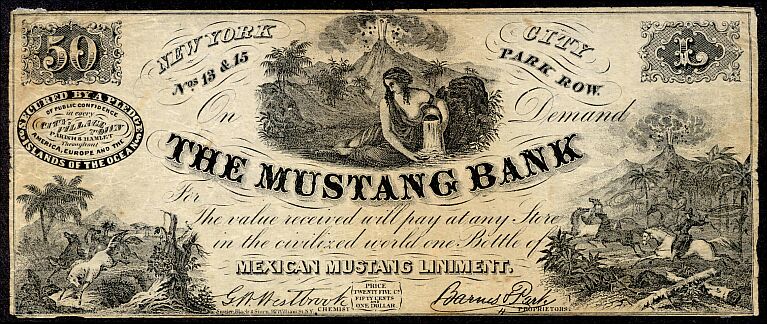 50
NEW YORK
CITY
1
Nos 13 & 15
PARK ROW.
On
Demand
SECURED BY A PLEDGE
OF PUBLIC CONFIDENCE
in every
CITY, VILLAGE, TOWN
PARISH & HAMLET
Throughout
AMERICA, EUROPE AND THE
ISLANDS OF THE OCEAN
THE MUSTANG BANK
For
The value received will pay at any Store
in the civilized world one Bottle of
MEXICAN MUSTANG LINIMENT.
G.W. Westbrook
CHEMIST
PRICE
TWENTY FIVE Cts
FIFTY CENTS
ONE DOLLAR
Barnes & Park
PROPRIETORS.